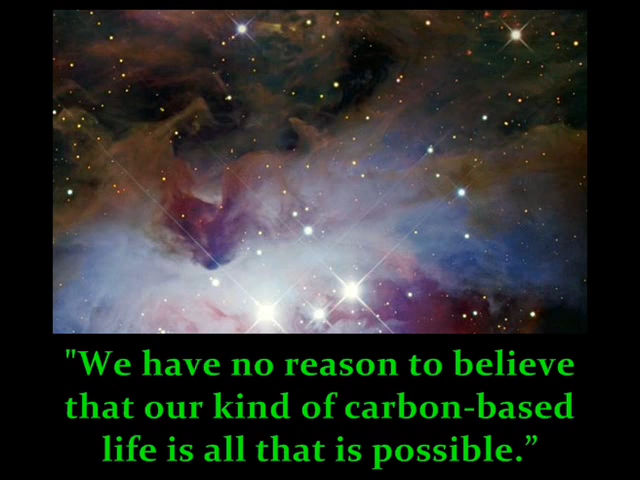 "We have no reason to believe
that our kind of carbon-based
life is all that is possible.”